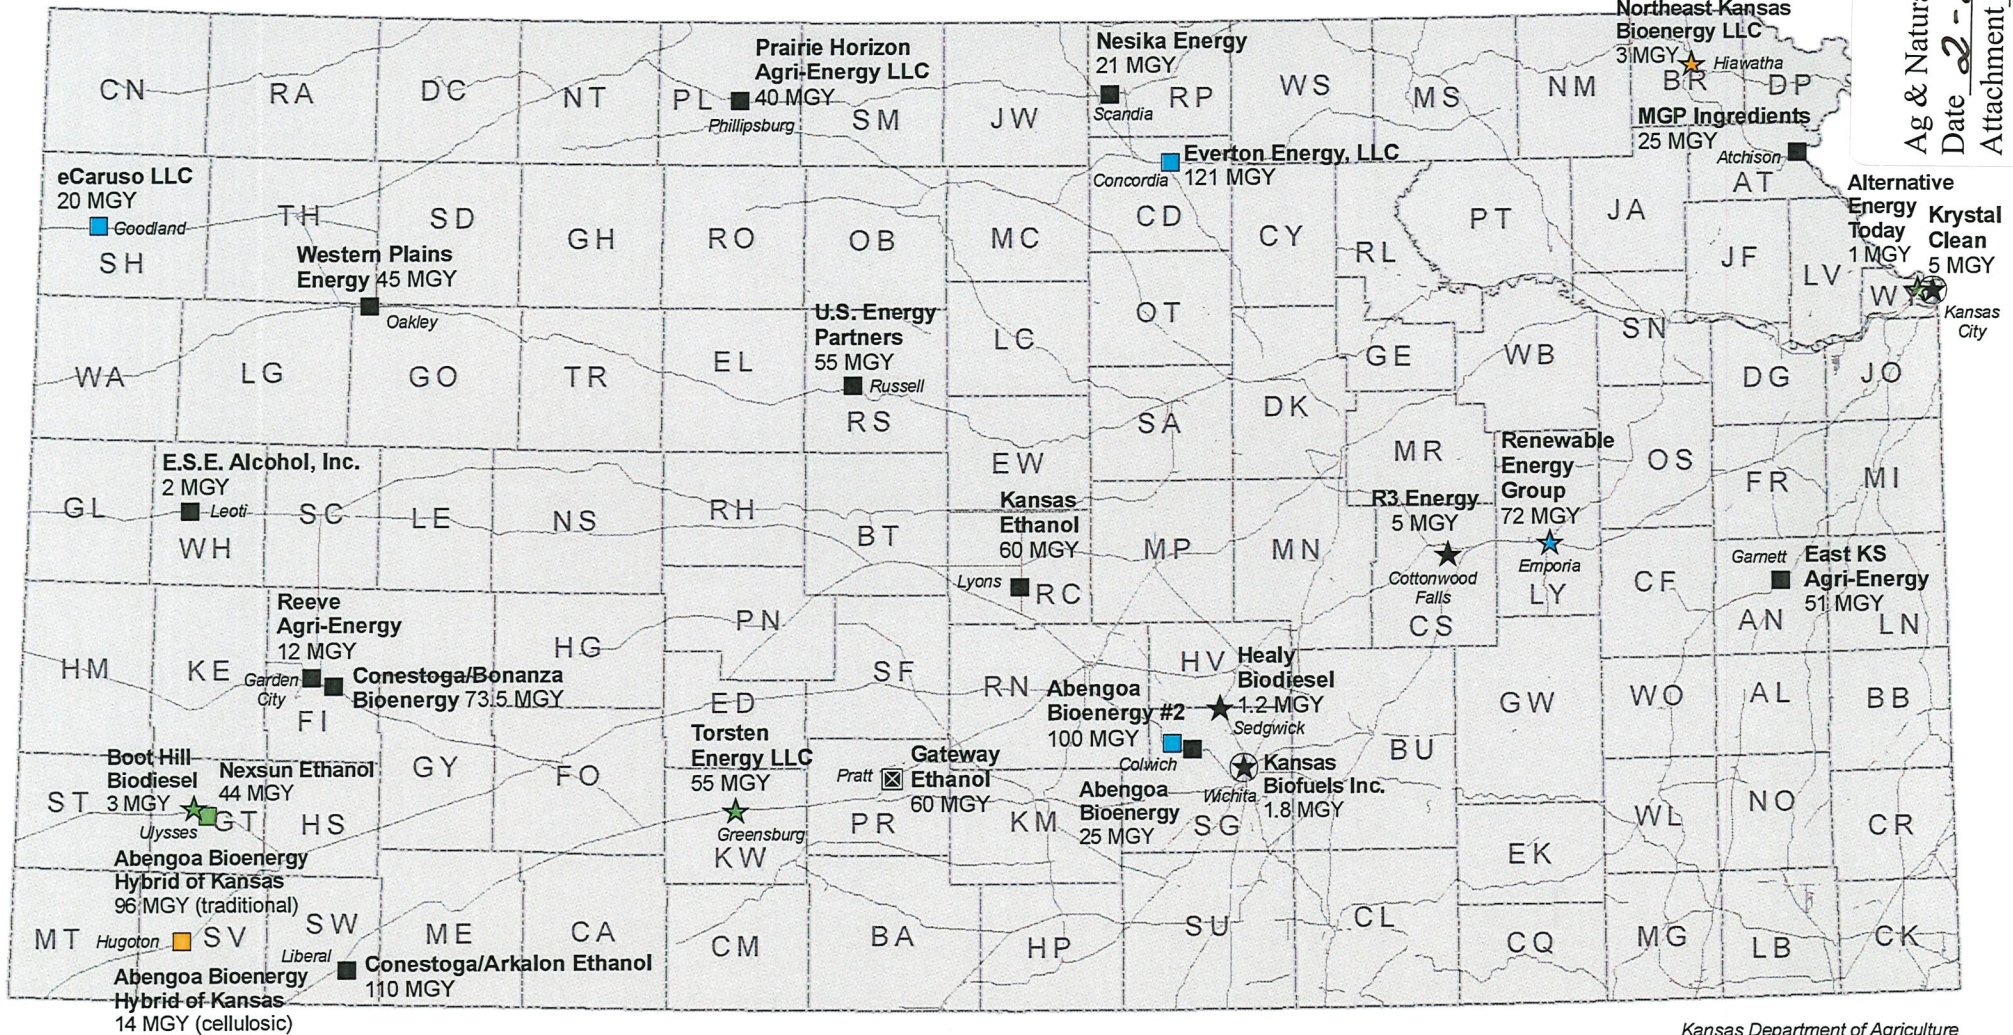 Northeast Kansas
Bioenergy LLC
3 MGY
Hiawatha
Ag & Natura
Date 2-
Attachment
Prairie Horizon
Agri-Energy LLC
40 MGY
Phillipsburg
Nesika Energy
21 MGY
Scandia
CN
RA
DC
NT
PL
SM
JW
RP
WS
MS
NM
BR
DP
MGP Ingredients
25 MGY
Atchison
AT
eCaruso LLC
20 MGY
Goodland
SH
Everton Energy, LLC
121 MGY
Concordia
CD
TH
SD
GH
RO
OB
MC
CY
RL
PT
JA
JF
LV
WY
Alternative
Energy
Today
1 MGY
Krystal
Clean
5 MGY
Kansas
City
Western Plains
Energy 45 MGY
Oakley
U.S. Energy
Partners
55 MGY
Russell
RS
WA
LG
GO
TR
EL
LC
OT
SA
DK
GE
WB
SN
DG
JO
E.S.E. Alcohol, Inc.
2 MGY
Leoti
WH
GL
SC
LE
NS
RH
BT
EW
Kansas
Ethanol
60 MGY
Lyons
RC
MP
MN
MR
R3 Energy
5 MGY
Cottonwood
Falls
CS
Renewable
Energy
Group
72 MGY
Emporia
LY
OS
FR
MI
CF
Garnett
East KS
Agri-Energy
51 MGY
AN
LN
Reeve
Agri-Energy
12 MGY
Garden
City
Conestoga/Bonanza
Bioenergy 73.5 MGY
FI
HM
KE
HG
PN
ED
SF
RN
HV
Healy
Biodiesel
1.2 MGY
Sedgwick
Abengoa
Bioenergy #2
100 MGY
Colwich
Abengoa
Bioenergy
25 MGY
Kansas
Biofuels Inc.
1.8 MGY
Wichita
SG
BU
GW
WO
AL
BB
Boot Hill
Biodiesel
3 MGY
Ulysses
Nexsun Ethanol
44 MGY
GT
ST
HS
GY
FO
Torsten
Energy LLC
55 MGY
Greensburg
KW
Pratt
Gateway
Ethanol
60 MGY
PR
KM
EK
WL
NO
CR
Abengoa Bioenergy
Hybrid of Kansas
96 MGY (traditional)
Hugoton
MT
SV
SW
Liberal
Conestoga/Arkalon Ethanol
110 MGY
Abengoa Bioenergy
Hybrid of Kansas
14 MGY (cellulosic)
ME
CA
CM
BA
HP
SU
CL
CQ
MG
LB
CK
Kansas Department of Agriculture